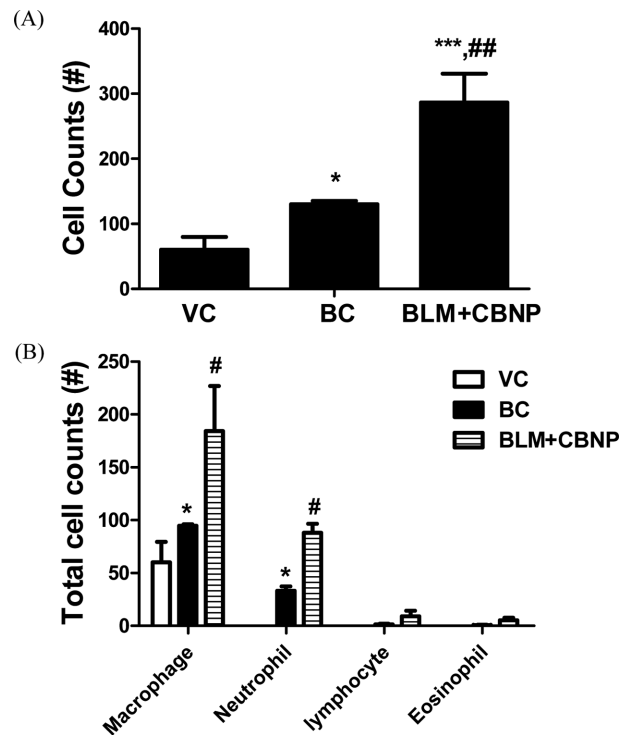 (A)
Cell Counts (#)
400
300
200
100
0
***,##
*
VC
BC
BLM+CBNP
(B)
Total cell counts (#)
250
200
150
100
50
0
#
*
#
*
VC
BC
BLM+CBNP
Macrophage
Neutrophil
lymphocyte
Eosinophil